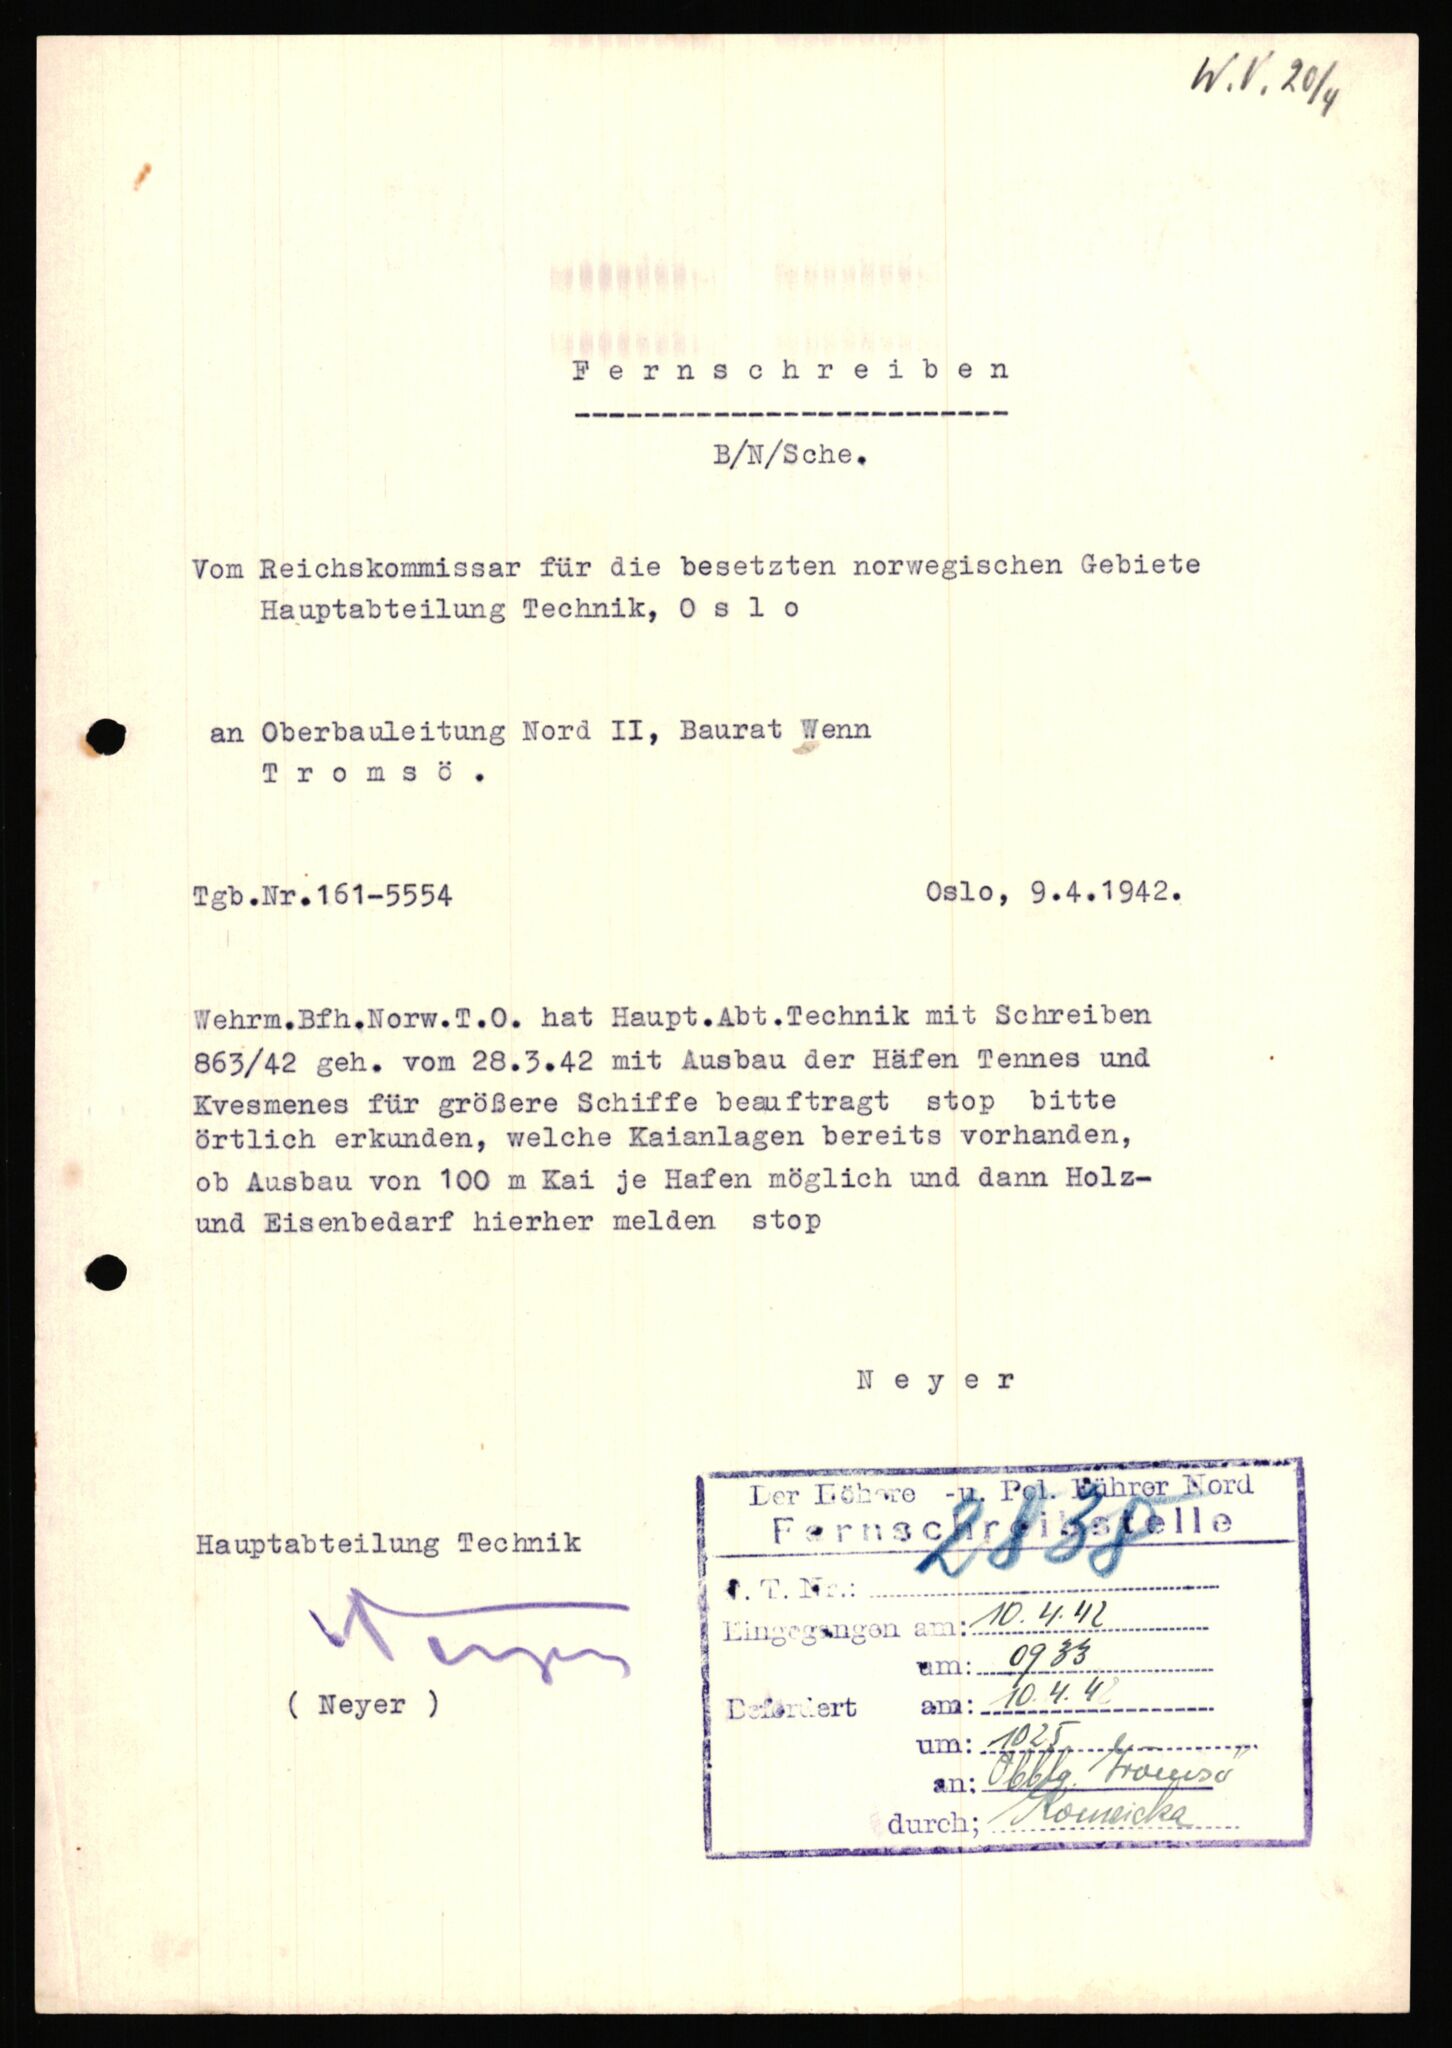 W.V. 20/4
Fernschreiben
B/N/Sche.
Vom Reichskommissar für die besetzten norwegischen Gebiete
Hauptabteilung Technik, Oslo
an Oberbauleitung Nord II, Baurat Wenn
Tromsö.
Tgb.Nr.161-5554
Oslo, 9.4.1942.
Wehrm.Bfh.Norw.T.O. hat Haupt.Abt.Technik mit Schreiben
863/42 geh. vom 28.3.42 mit Ausbau der Häfen Tennes und
Kvesmenes für größere Schiffe beauftragt stop bitte
örtlich erkunden, welche Kaianlagen bereits vorhanden,
ob Ausbau von 100 m Kai je Hafen möglich und dann Holz-
und Eisenbedarf hierher melden stop
Neyer
Hauptabteilung Technik
Neyer
( Neyer )
Der Höhere -u. Pol. Führer Nord
Fernschreibstelle
2838
T. Nr.:
Eingegangen am: 10.4.42
um: 0933
Befördert am: 10.4.42
um: 1025
an: Obblg. Tromsö
durch;